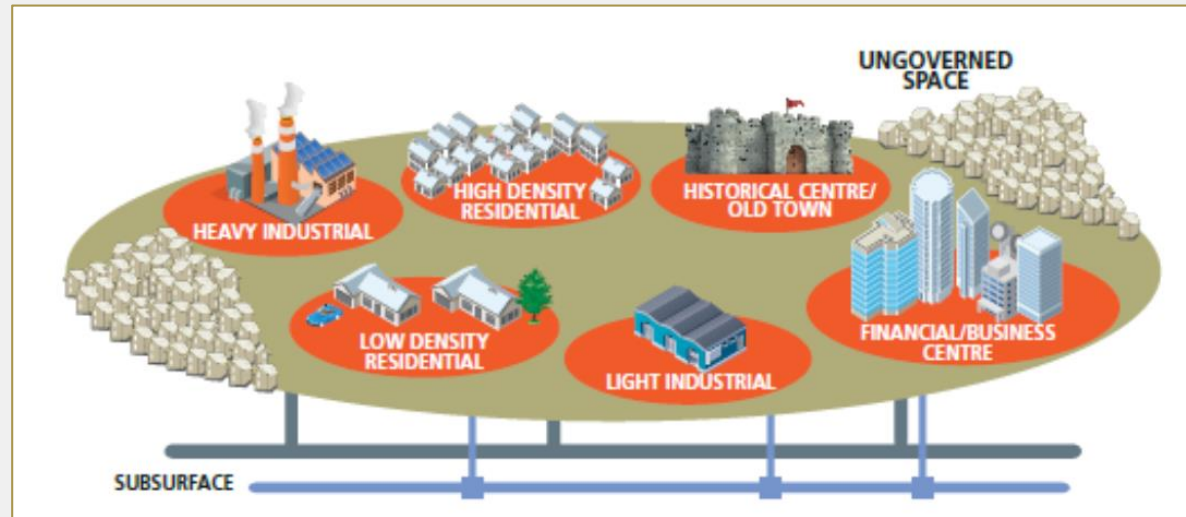 UNGOVERNED
SPACE
HIGH DENSITY
RESIDENTIAL
HISTORICAL CENTRE/
OLD TOWN
HEAVY INDUSTRIAL
LOW DENSITY
RESIDENTIAL
LIGHT INDUSTRIAL
FINANCIAL/BUSINESS
CENTRE
SUBSURFACE